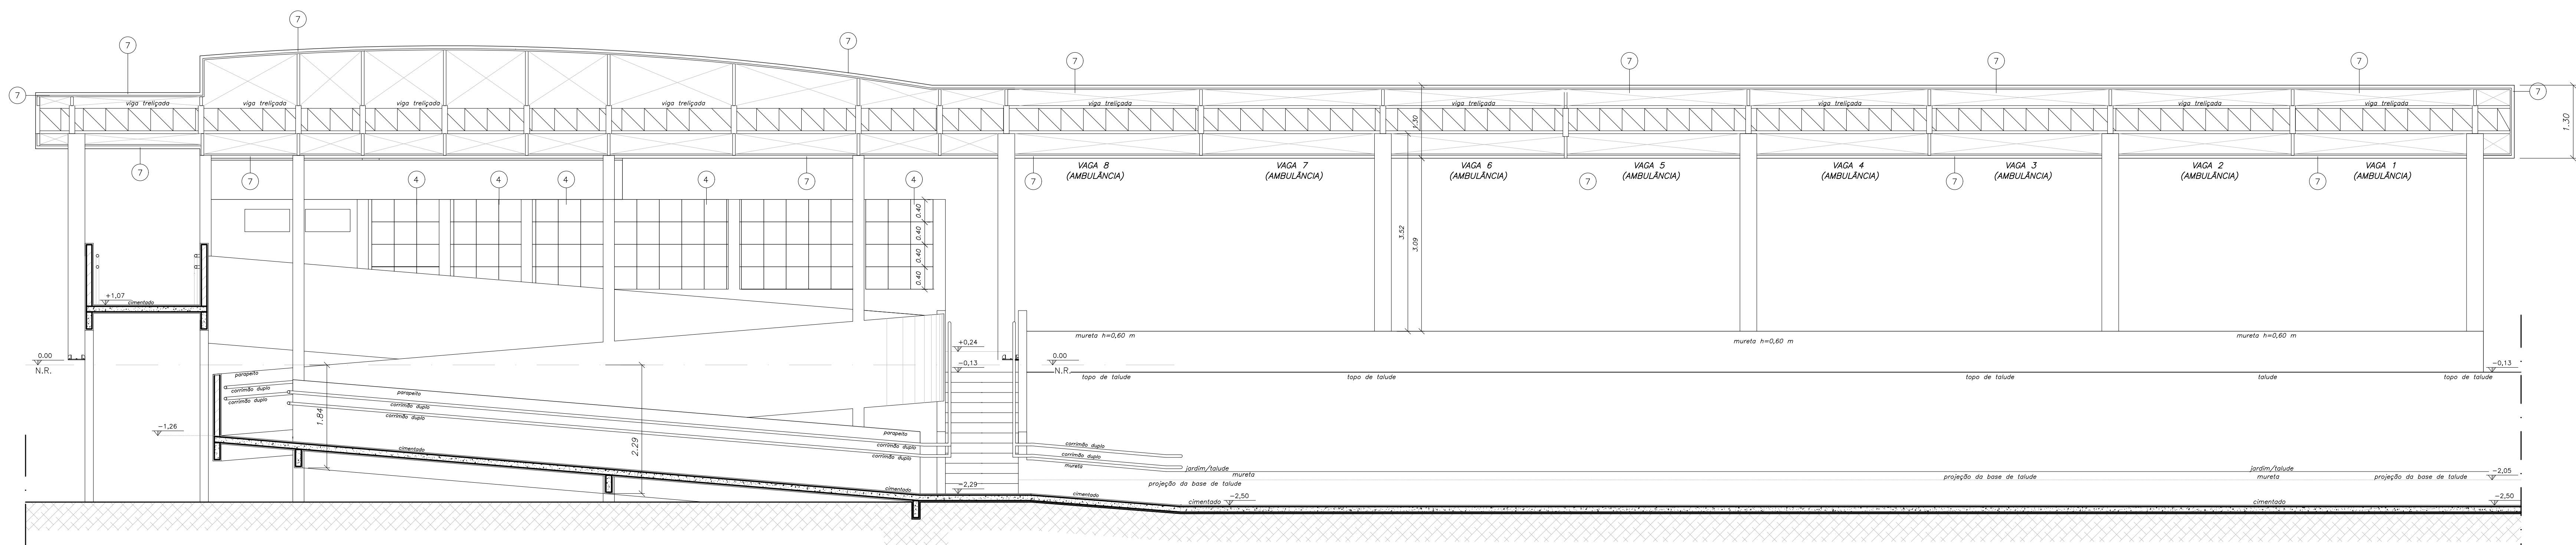 7
7
7
7
7
7
7
7
7
7
viga treliçada
viga treliçada
viga treliçada
viga treliçada
viga treliçada
viga treliçada
viga treliçada
viga treliçada
viga treliçada
viga treliçada
1.30
1.30
VAGA 8
(AMBULÂNCIA)
VAGA 7
(AMBULÂNCIA)
VAGA 6
(AMBULÂNCIA)
VAGA 5
(AMBULÂNCIA)
VAGA 4
(AMBULÂNCIA)
VAGA 3
(AMBULÂNCIA)
VAGA 2
(AMBULÂNCIA)
VAGA 1
(AMBULÂNCIA)
7
7
4
4
4
4
7
4
7
7
7
7
0.40
0.40
0.40
0.40
3.52
3.09
+1,07
cimentado
mureta h=0,60 m
mureta h=0,60 m
mureta h=0,60 m
0.00
N.R.
+0,24
-0,13
0.00
N.R.
-0,13
topo de talude
topo de talude
topo de talude
talude
topo de talude
parapeito
corrimão duplo
corrimão duplo
parapeito
corrimão duplo
corrimão duplo
1.84
2.29
-1,26
cimentado
parapeito
corrimão duplo
corrimão duplo
corrimão duplo
corrimão duplo
mureta
jardim/talude
mureta
projeção da base de talude
projeção da base de talude
jardim/talude
mureta
projeção da base de talude
-2,05
cimentado
-2,29
cimentado
cimentado
-2,50
cimentado
-2,50